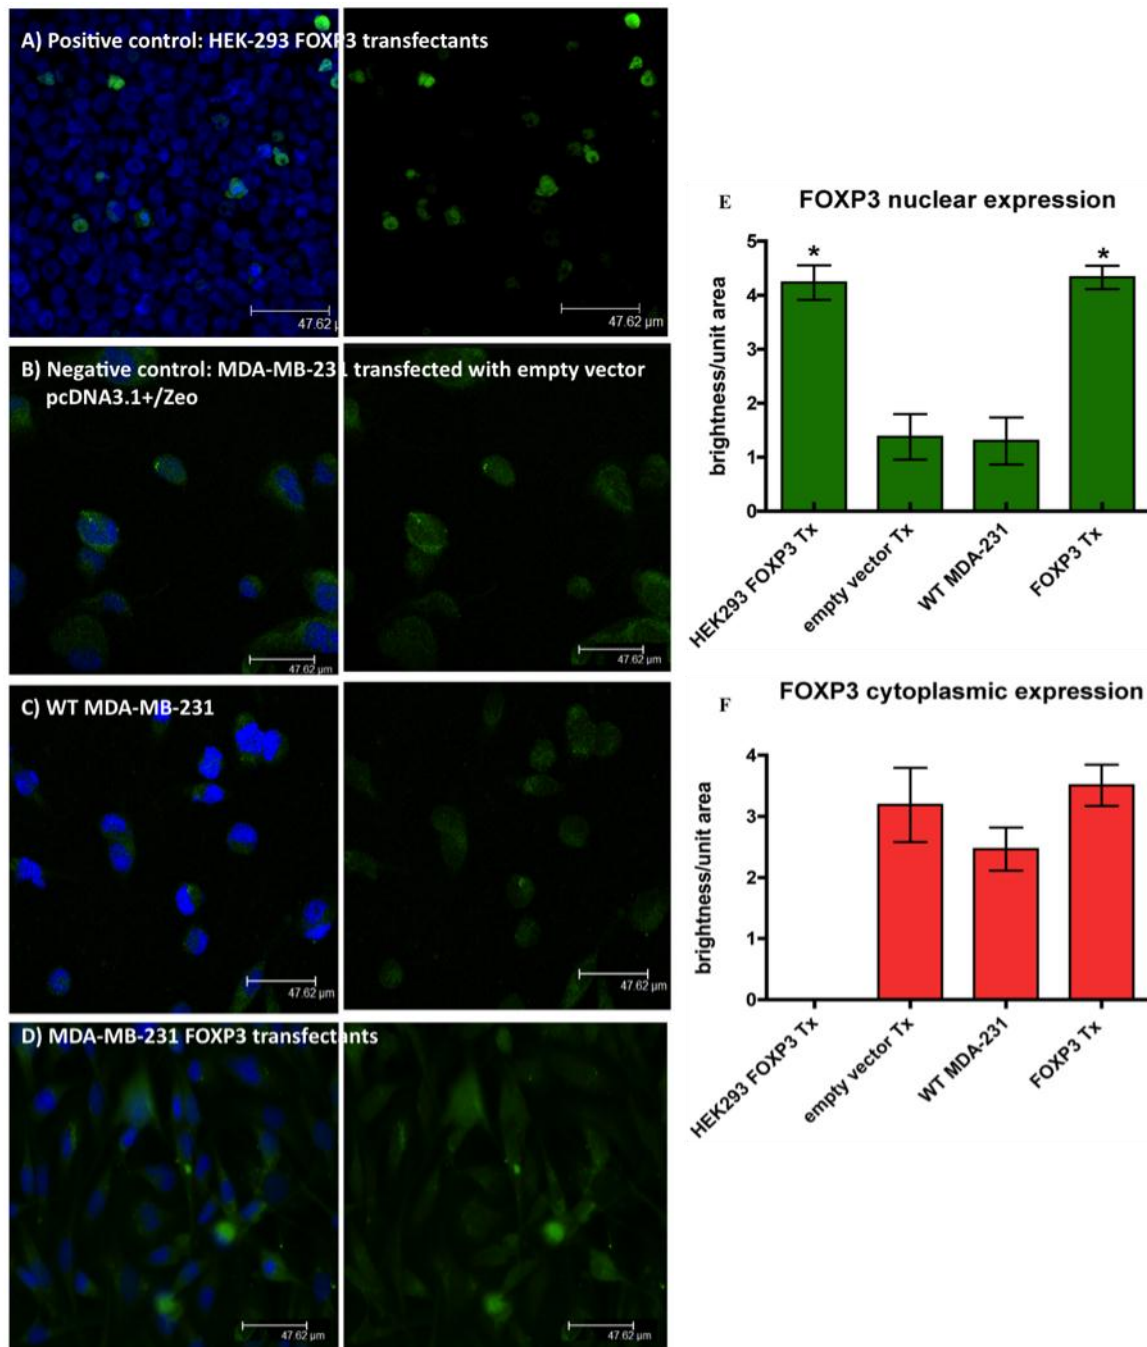 A) Positive control: HEK-293 FOXP3 transfectants
47.62 µm
47.62 µm
B) Negative control: MDA-MB-231 transfected with empty vector
pcDNA3.1+/Zeo
47.62 µm
47.62 µm
C) WT MDA-MB-231
47.62 µm
47.62 µm
D) MDA-MB-231 FOXP3 transfectants
47.62 µm
47.62 µm
E FOXP3 nuclear expression
brightness/unit area
5
4
3
2
1
0
* *
HEK293 FOXP3 Tx
empty vector Tx
WT MDA-231
FOXP3 Tx
F FOXP3 cytoplasmic expression
brightness/unit area
4
3
2
1
0
HEK293 FOXP3 Tx
empty vector Tx
WT MDA-231
FOXP3 Tx